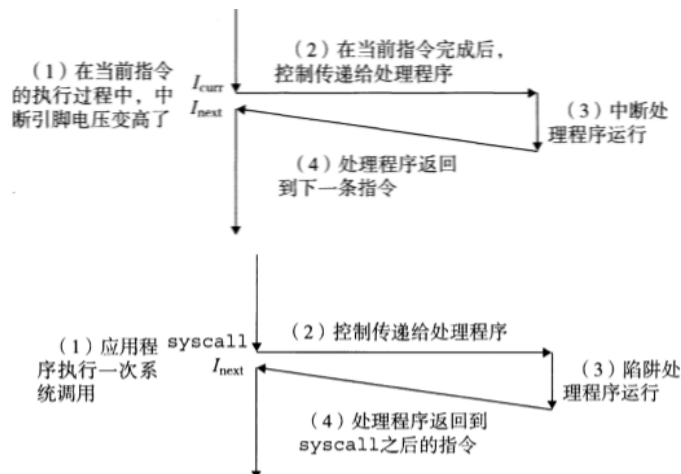 （1）在当前指令
的执行过程中，中
断引脚电压变高了
I_curr
I_next
（2）在当前指令完成后，
控制传递给处理程序
（3）中断处
理程序运行
（4）处理程序返回
到下一条指令
（1）应用程
序执行一次系
统调用
syscall
I_next
（2）控制传递给处理程序
（3）陷阱处
理程序运行
（4）处理程序返回到
syscall之后的指令